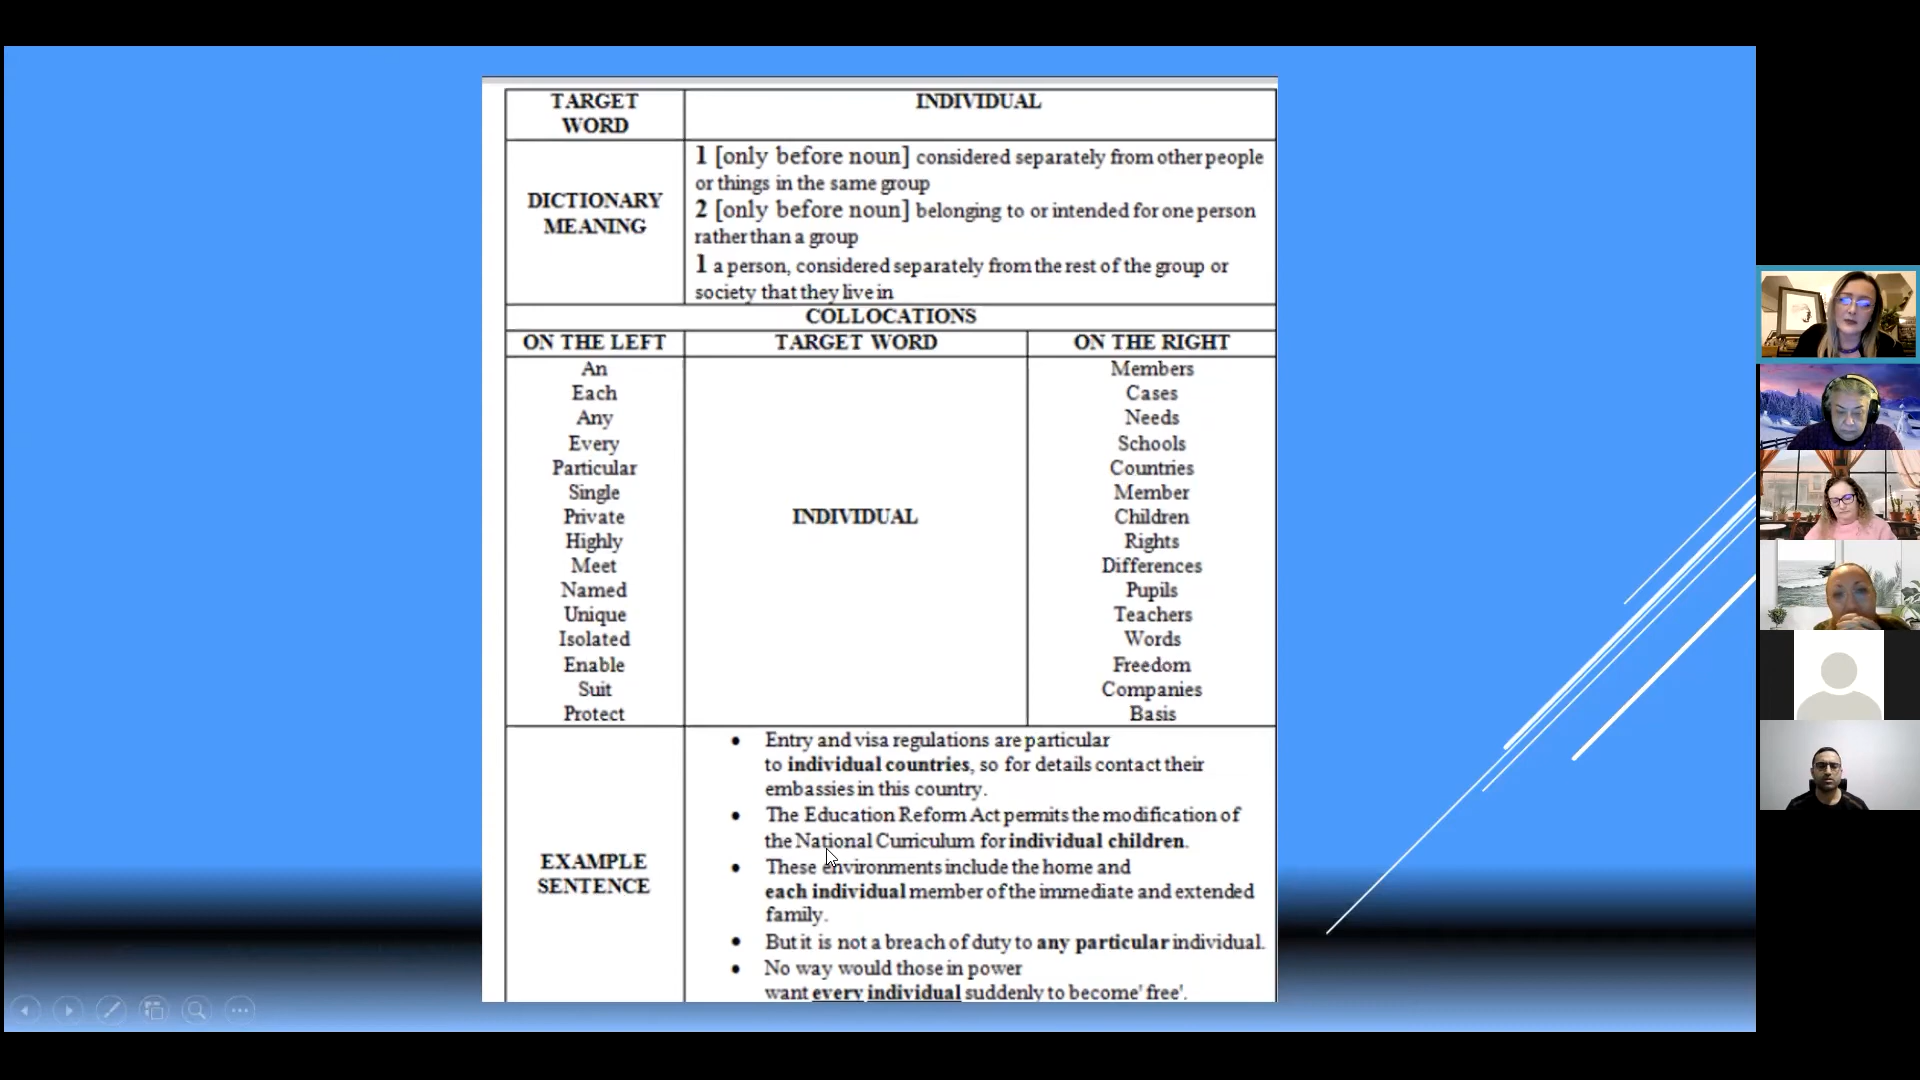 TARGET
WORD
INDIVIDUAL
DICTIONARY
MEANING
1 [only before noun] considered separately from other people
or things in the same group
2 [only before noun] belonging to or intended for one person
rather than a group
1 a person, considered separately from the rest of the group or
society that they live in
COLLOCATIONS
ON THE LEFT
TARGET WORD
ON THE RIGHT
An
Each
Any
Every
Particular
Single
Private
Highly
Meet
Named
Unique
Isolated
Enable
Suit
Protect
INDIVIDUAL
Members
Cases
Needs
Schools
Countries
Member
Children
Rights
Differences
Pupils
Teachers
Words
Freedom
Companies
Basis
EXAMPLE
SENTENCE
• Entry and visa regulations are particular
to individual countries, so for details contact their
embassies in this country.
• The Education Reform Act permits the modification of
the National Curriculum for individual children.
• These environments include the home and
each individual member of the immediate and extended
family.
• But it is not a breach of duty to any particular individual.
• No way would those in power
want every individual suddenly to become' free'.